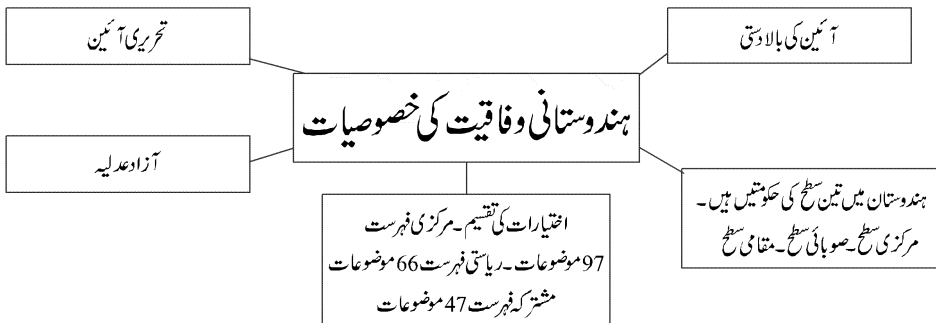 آئین کی بالادستی
تحریری آئین
ہندوستانی وفاقیت کی خصوصیات
آزاد عدلیہ
ہندوستان میں تین سطح کی حکومتیں ہیں۔
مرکزی سطح۔ صوبائی سطح۔ مقامی سطح
اختیارات کی تقسیم۔ مرکزی فہرست
97 موضوعات۔ ریاستی فہرست 66 موضوعات
مشترکہ فہرست 47 موضوعات